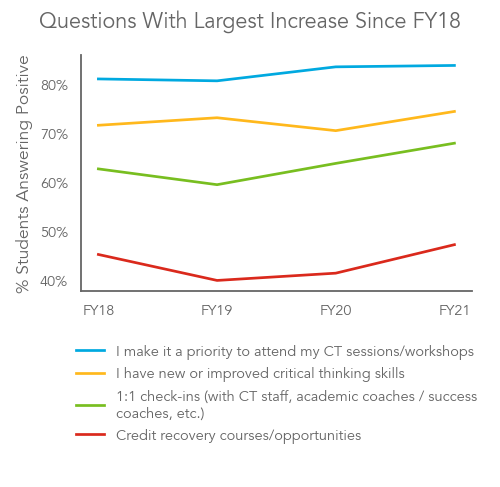 Questions With Largest Increase Since FY18
% Students Answering Positive
80%
70%
60%
50%
40%
FY18 FY19 FY20 FY21
I make it a priority to attend my CT sessions/workshops
I have new or improved critical thinking skills
1:1 check-ins (with CT staff, academic coaches / success
coaches, etc.)
Credit recovery courses/opportunities